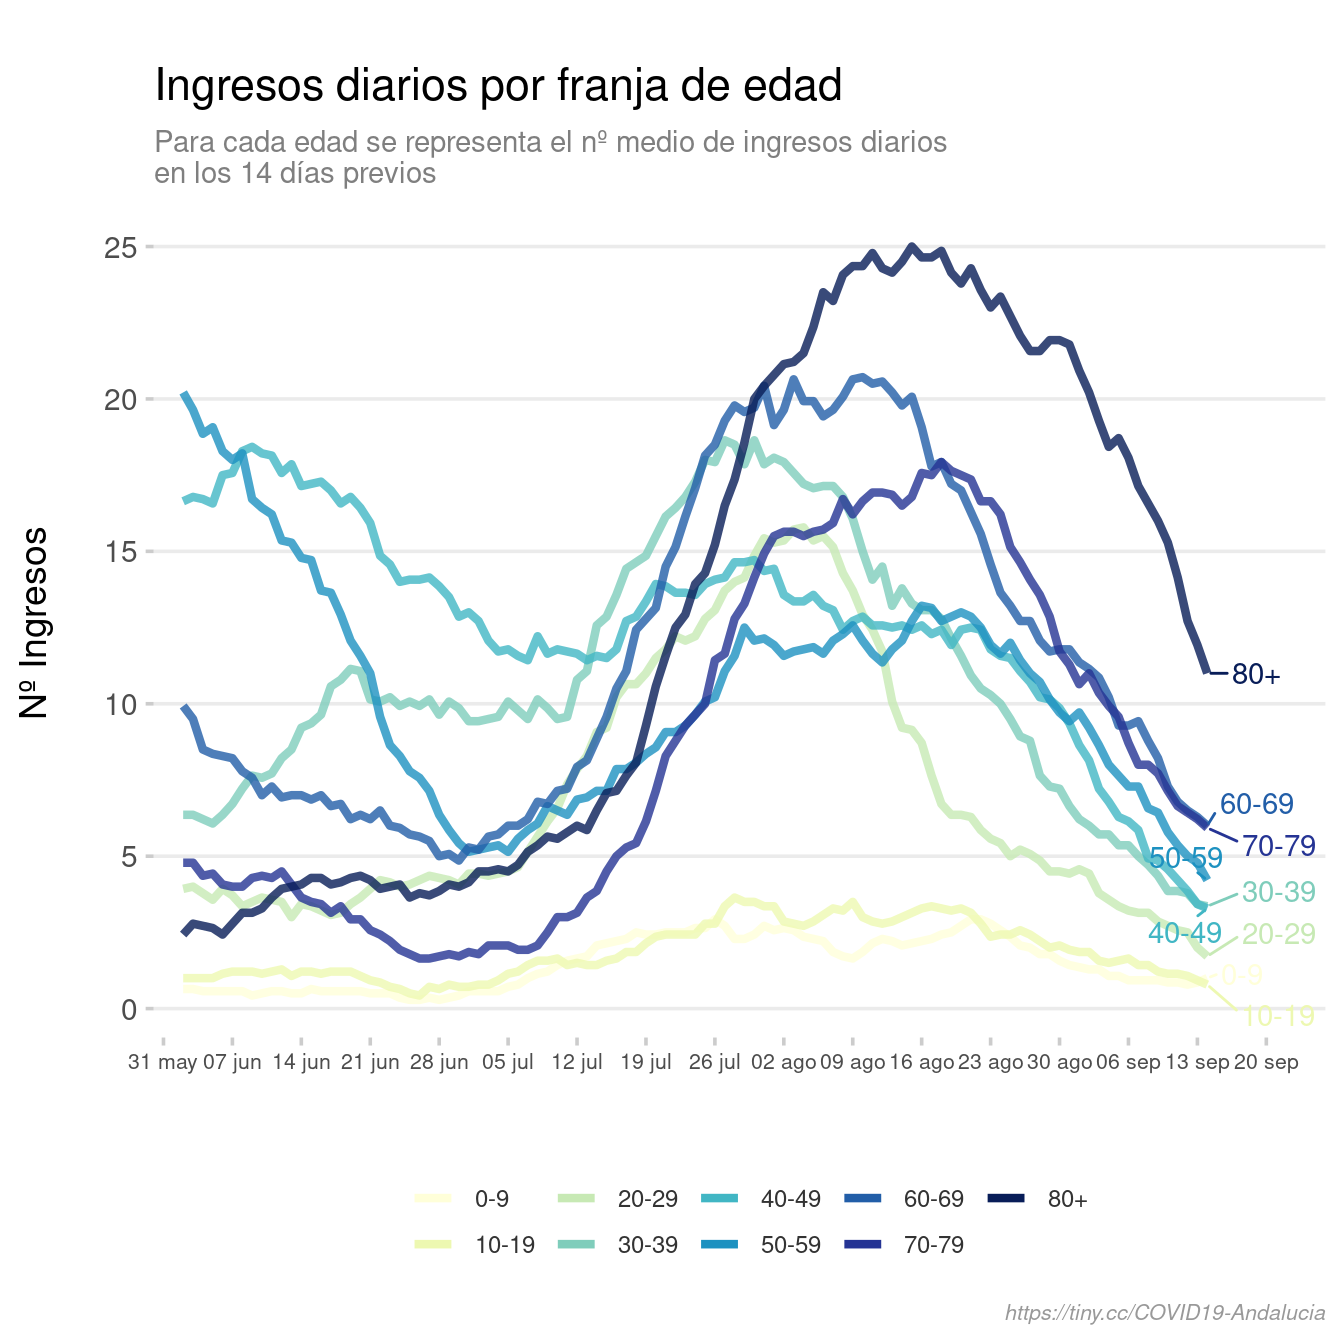 Ingresos diarios por franja de edad
Para cada edad se representa el nº medio de ingresos diarios
en los 14 días previos
Nº Ingresos
25
20
15
10
5
0
80+
60-69
70-79
50-59
30-39
40-49
20-29
0-9
10-19
31 may 07 jun 14 jun 21 jun 28 jun 05 jul 12 jul 19 jul 26 jul 02 ago 09 ago 16 ago 23 ago 30 ago 06 sep 13 sep 20 sep
0-9 20-29 40-49 60-69 80+
10-19 30-39 50-59 70-79
https://tiny.cc/COVID19-Andalucia